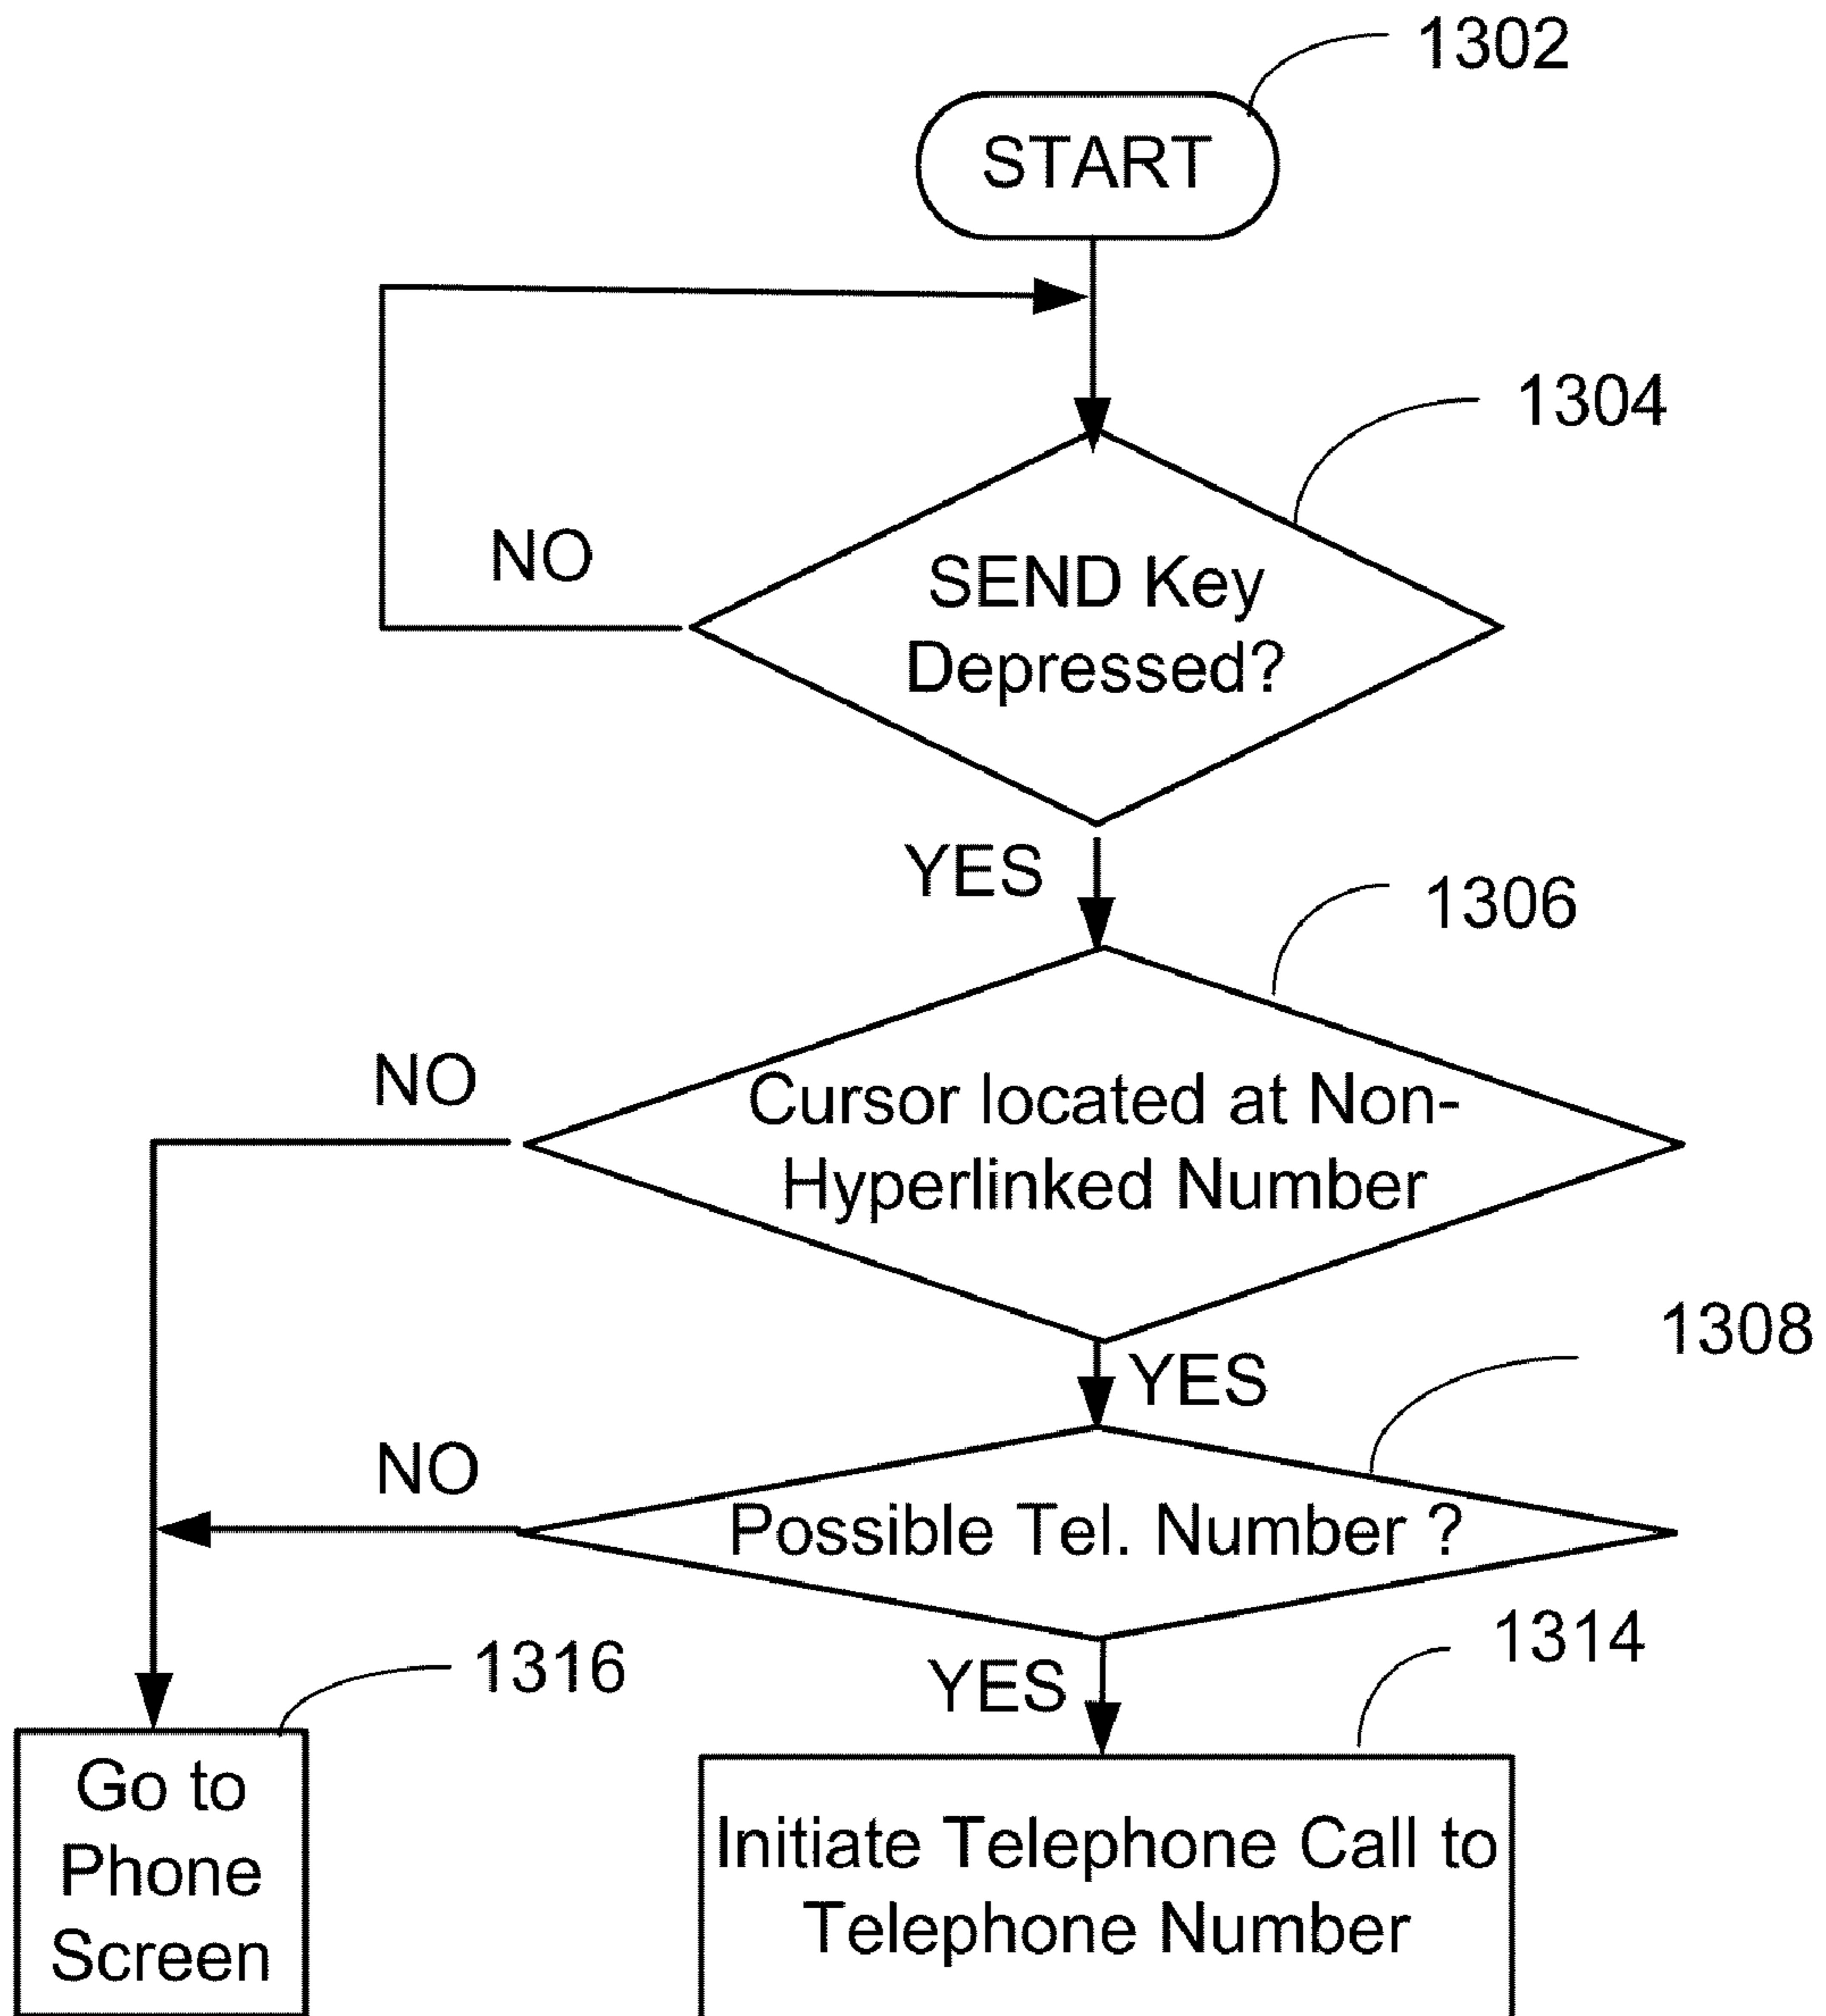 1302
START
1304
NO
SEND Key
Depressed?
YES
1306
NO
Cursor located at Non-
Hyperlinked Number
YES
1308
NO
Possible Tel. Number ?
YES
1314
1316
Go to
Phone
Screen
Initiate Telephone Call to
Telephone Number